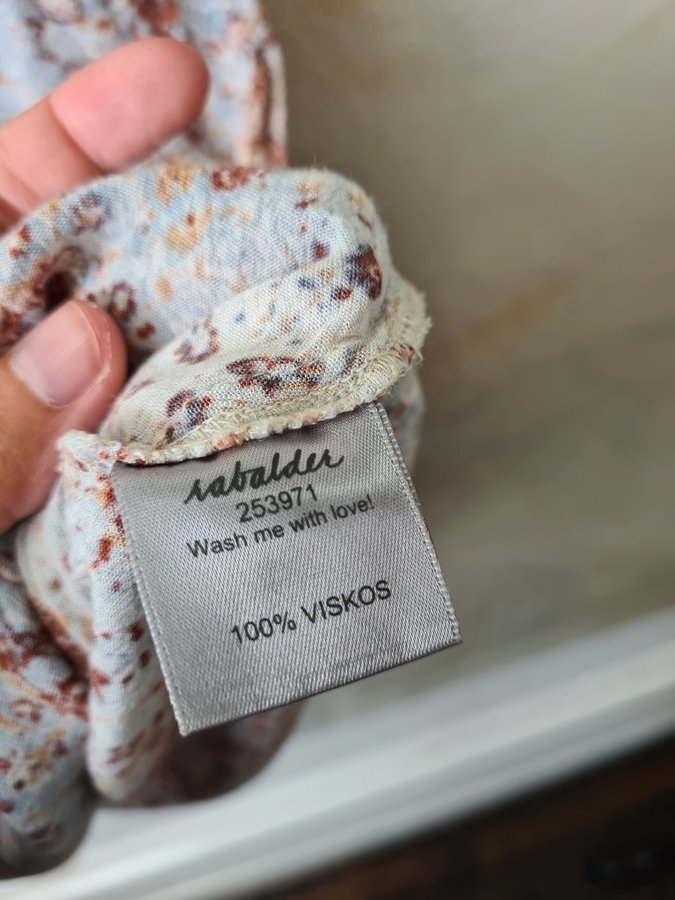 rabalder
253971
Wash me with love!
100% VISKOS